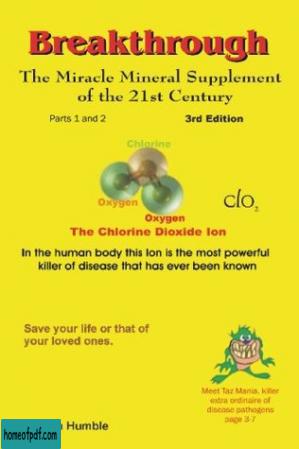 Breakthrough
The Miracle Mineral Supplement
of the 21st Century
Parts 1 and 2 3rd Edition
Chlorine
Oxygen
Oxygen
clo2
The Chlorine Dioxide Ion
In the human body this Ion is the most powerful
killer of disease that has ever been known
Save your life or that of
your loved ones.
Meet Taz Mania, killer
extra ordinaire of
disease pathogens
page 3-7
Humble
homeofpdf.com